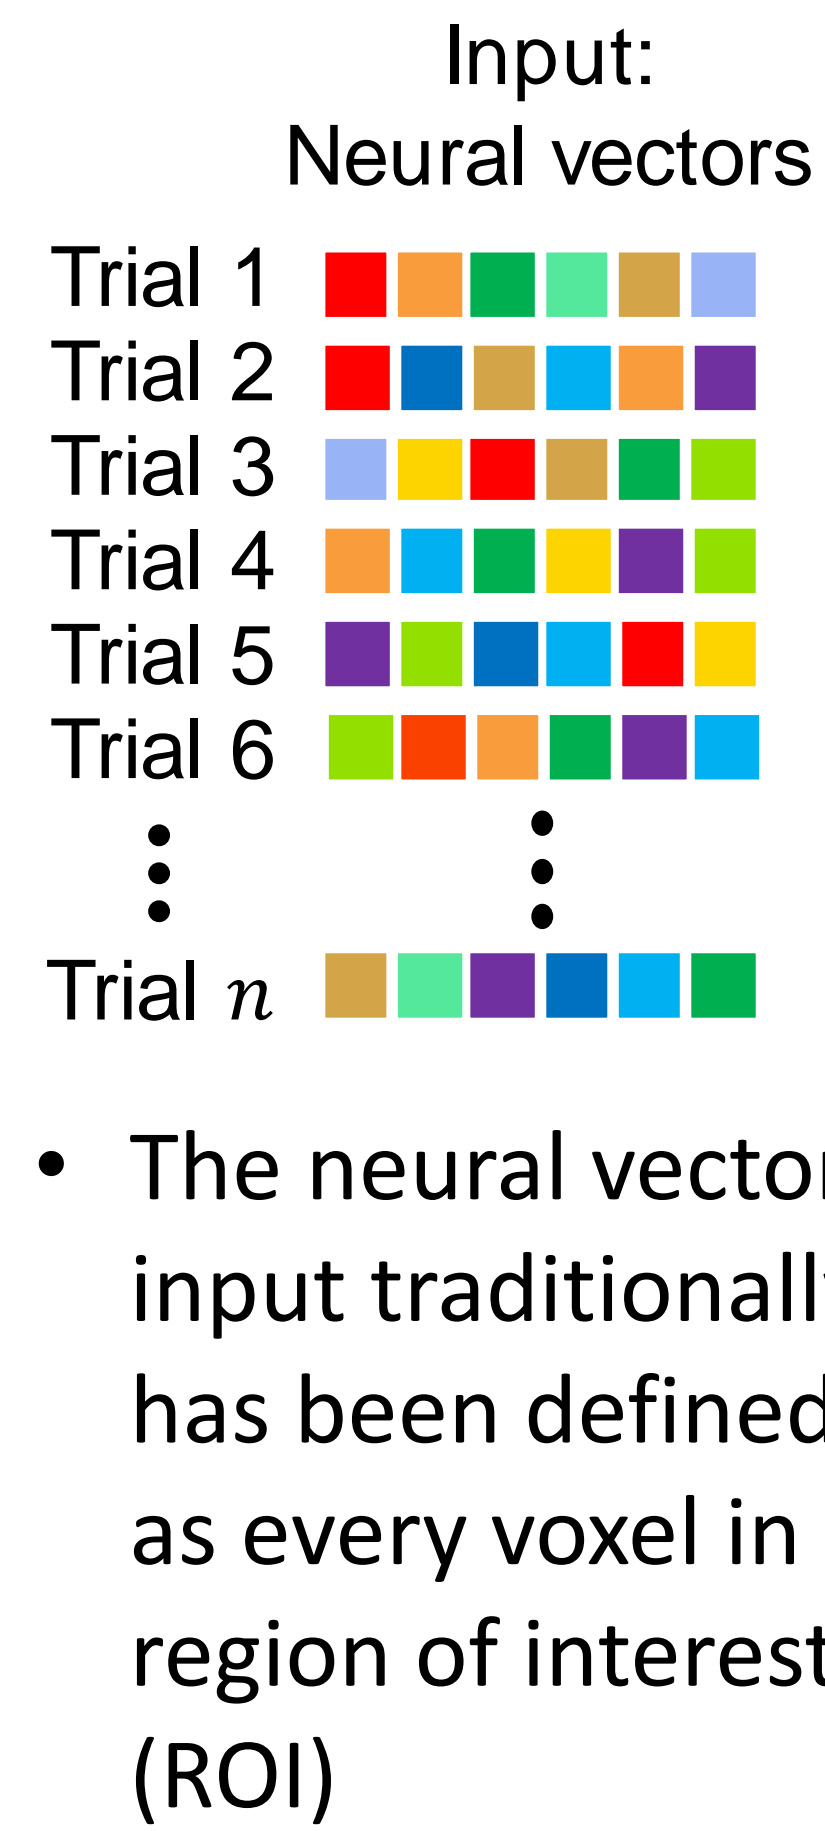 Input:
Neural vectors
Trial 1
Trial 2
Trial 3
Trial 4
Trial 5
Trial 6
Trial n
• The neural vector
input traditionally
has been defined
as every voxel in
region of interest
(ROI)